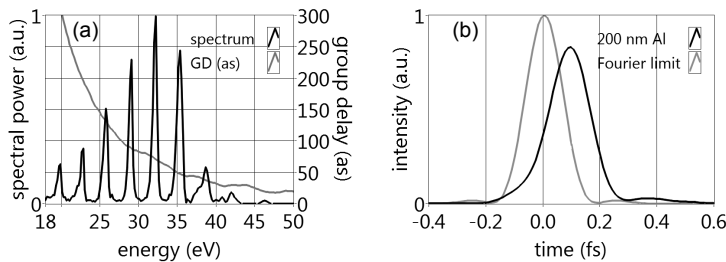 (a)
spectrum
GD (as)
spectral power (a.u.)
1
0
300
250
200
150
100
50
0
group delay (as)
18 25 30 35 40 45 50
energy (eV)
(b)
200 nm Al
Fourier limit
intensity (a.u.)
1
0
-0.4 -0.2 0.0 0.2 0.4 0.6
time (fs)